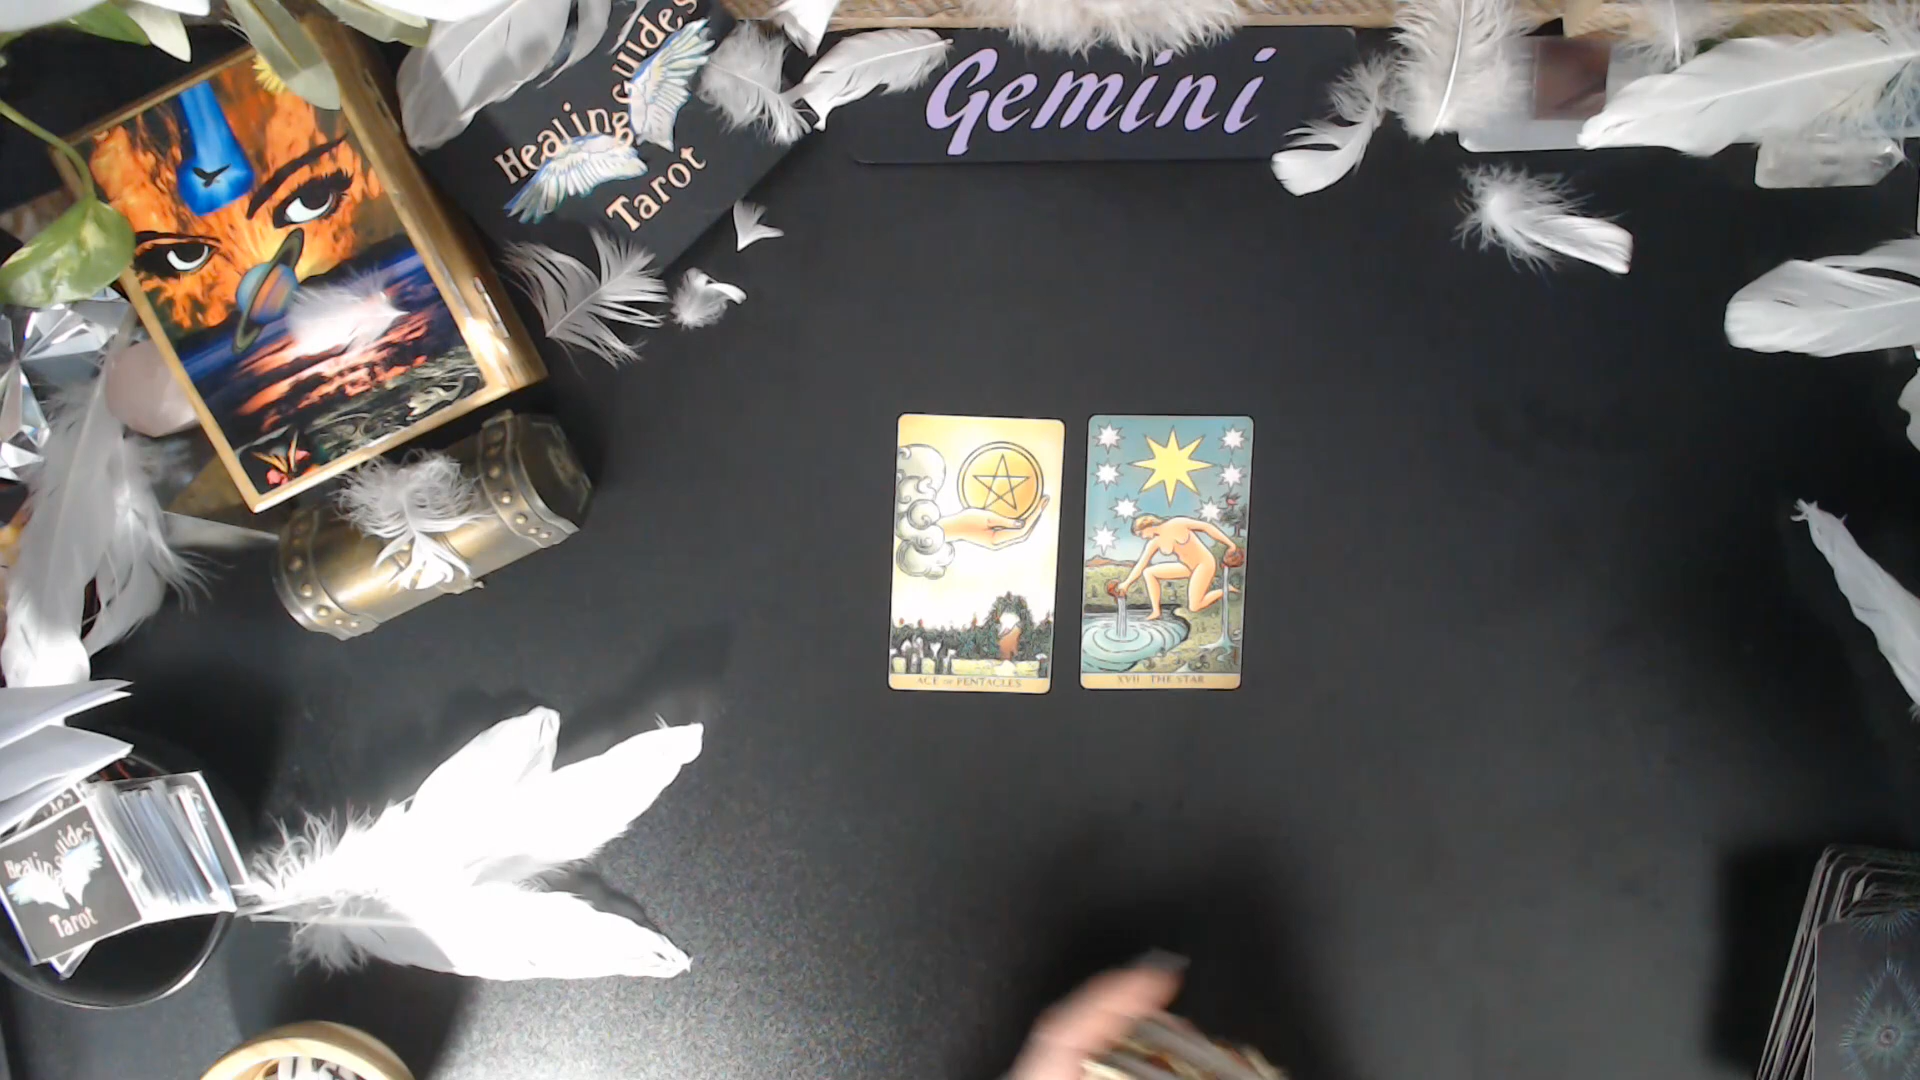 Healing
Guides
Tarot
Gemini
ACE OF PENTACLES
XVII THE STAR
Healing
Guides
Tarot